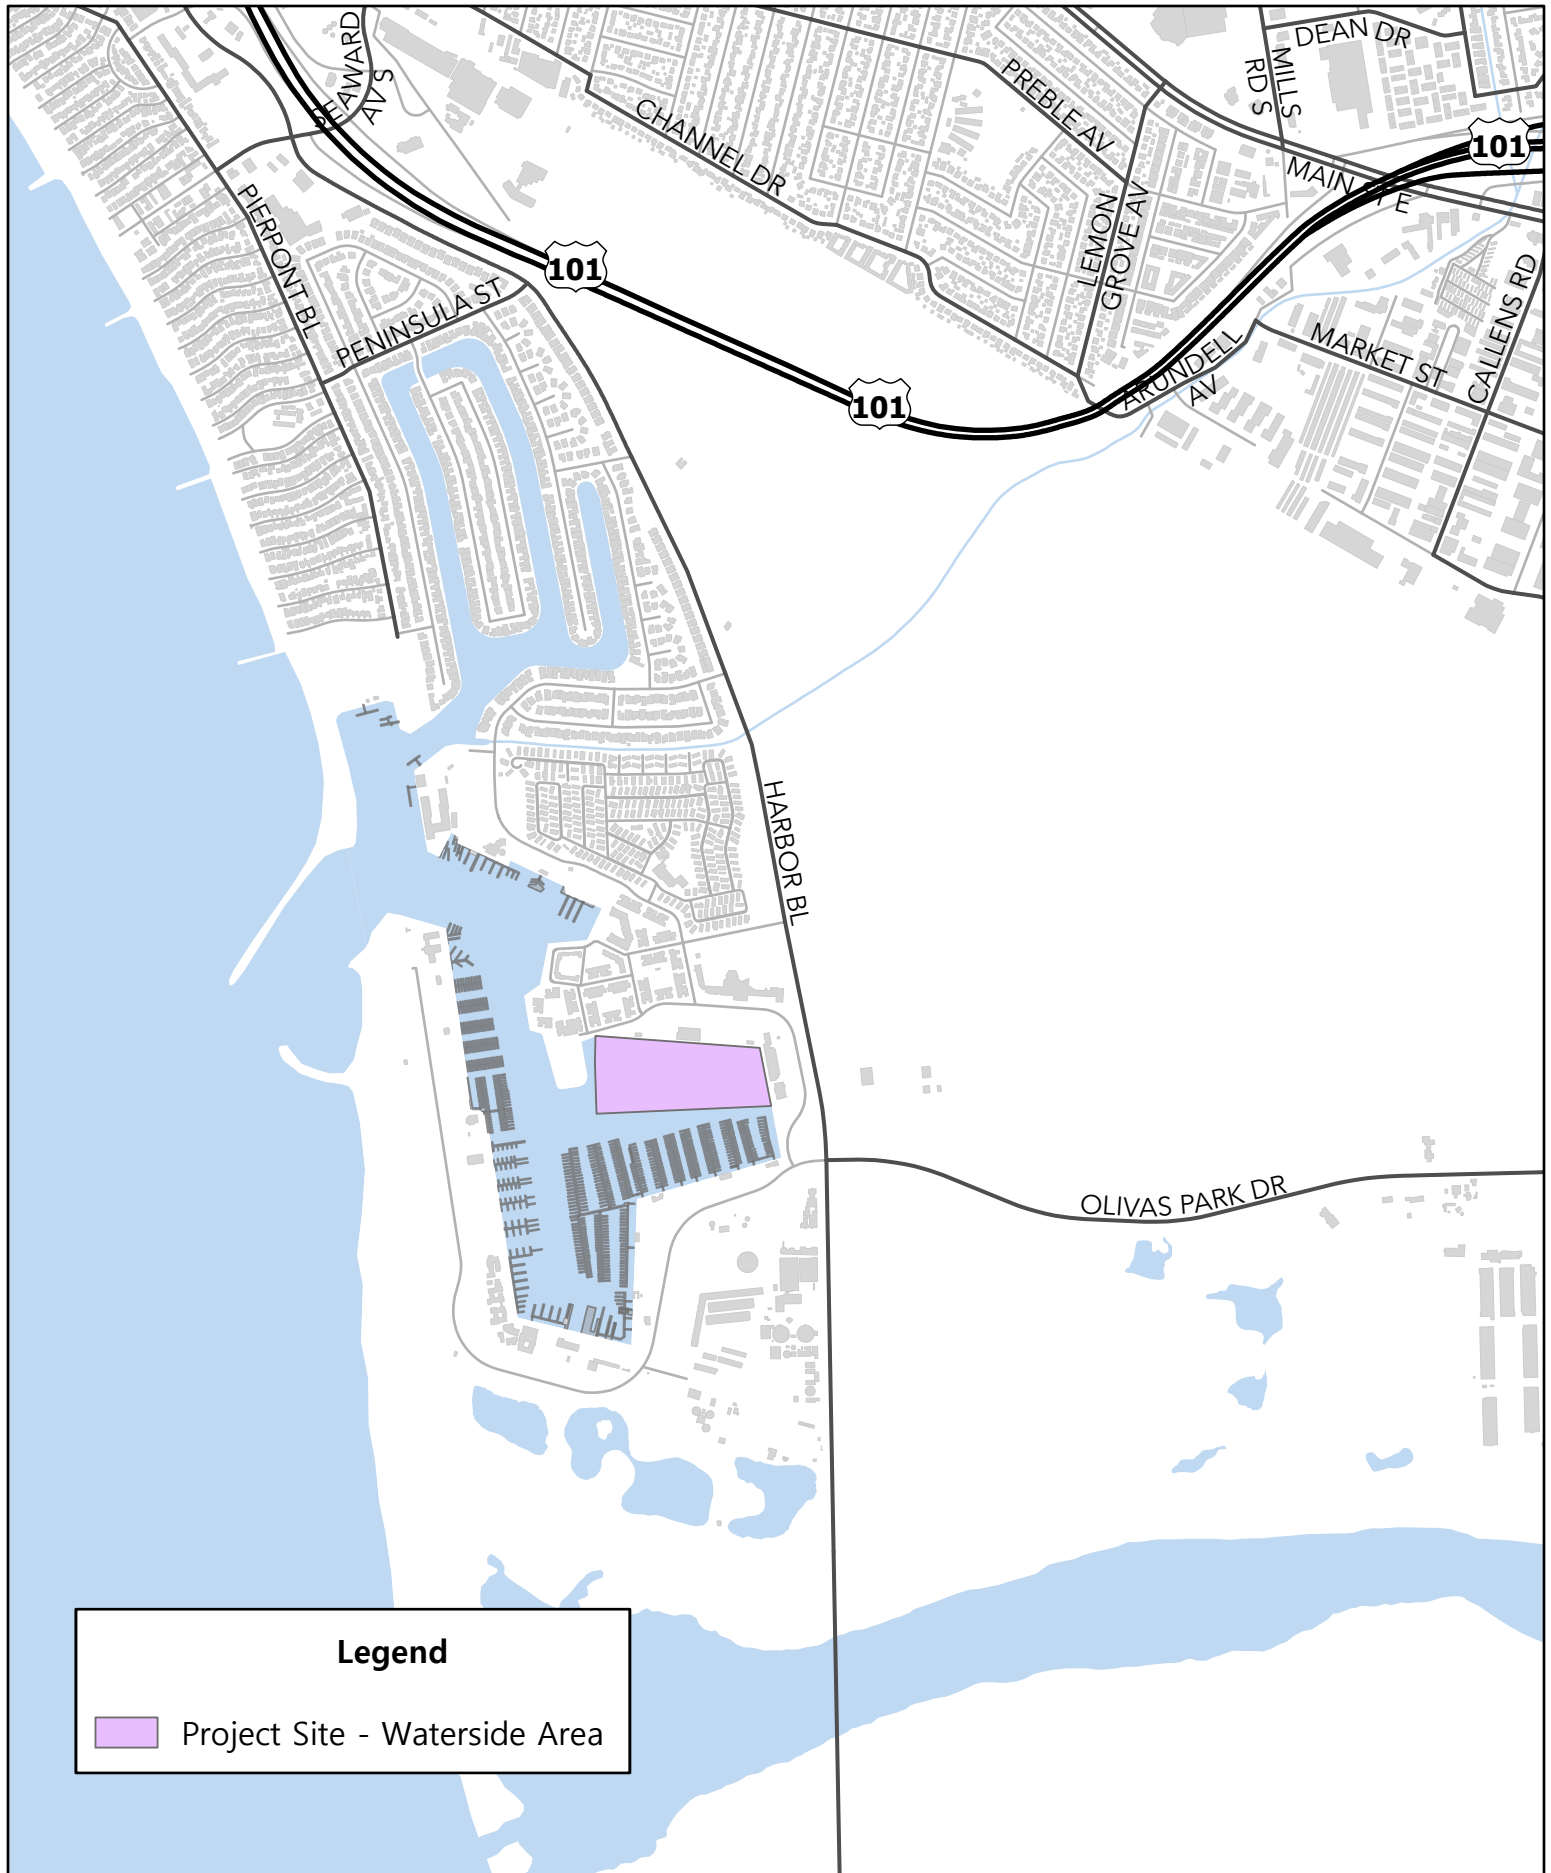 SEAWARD
AV S
DEAN DR
MILLS
RD S
PREBLE AV
CHANNEL DR
101
MAIN ST E
PIERPONT BL
LEMON
GROVE AV
101
PENINSULA ST
CALLENS RD
ARUNDELL
AV
MARKET ST
101
HARBOR BL
OLIVAS PARK DR
Legend
Project Site - Waterside Area